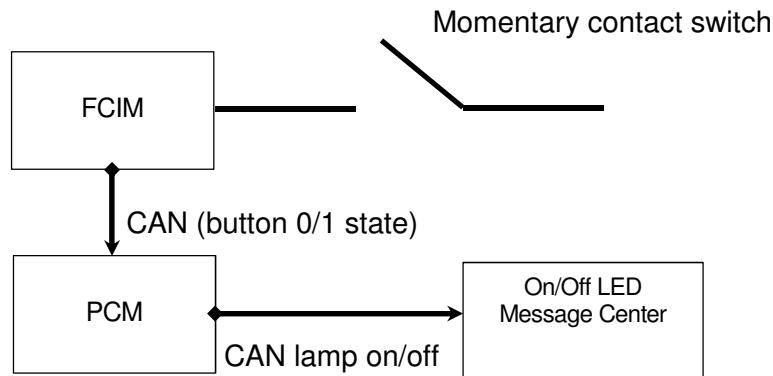 Momentary contact switch
FCIM
CAN (button 0/1 state)
PCM
On/Off LED
Message Center
CAN lamp on/off